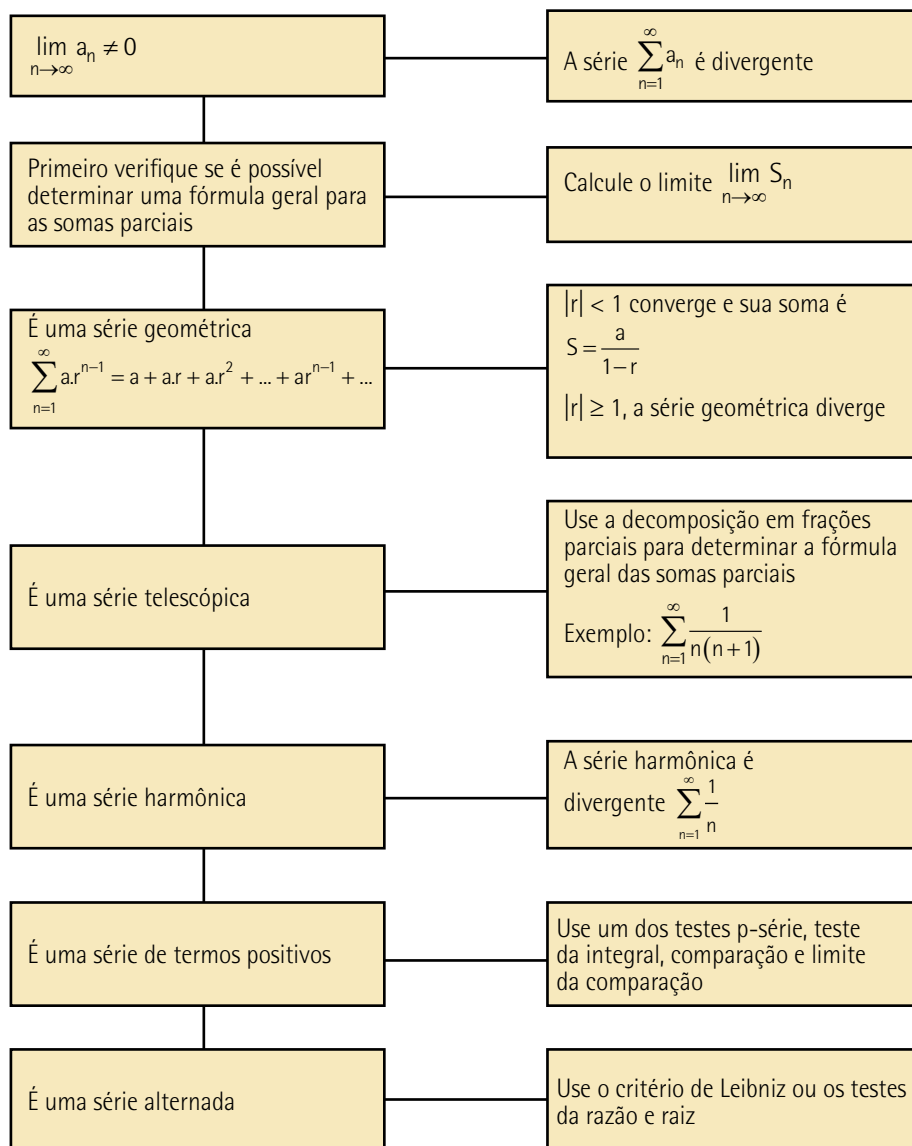 lim aₙ ≠ 0
n→∞
A série ∑_{n=1}^{∞} aₙ é divergente
Primeiro verifique se é possível
determinar uma fórmula geral para
as somas parciais
Calcule o limite lim_{n→∞} Sₙ
É uma série geométrica
∑_{n=1}^{∞} a.r^{n–1} = a + a.r + a.r² + ... + ar^{n–1} + ...
|r| < 1 converge e sua soma é
S = a/(1 – r)
|r| ≥ 1, a série geométrica diverge
É uma série telescópica
Use a decomposição em frações
parciais para determinar a fórmula
geral das somas parciais
Exemplo: ∑_{n=1}^{∞} 1/(n(n + 1))
É uma série harmônica
A série harmônica é
divergente ∑_{n=1}^{∞} 1/n
É uma série de termos positivos
Use um dos testes p-série, teste
da integral, comparação e limite
da comparação
É uma série alternada
Use o critério de Leibniz ou os testes
da razão e raiz